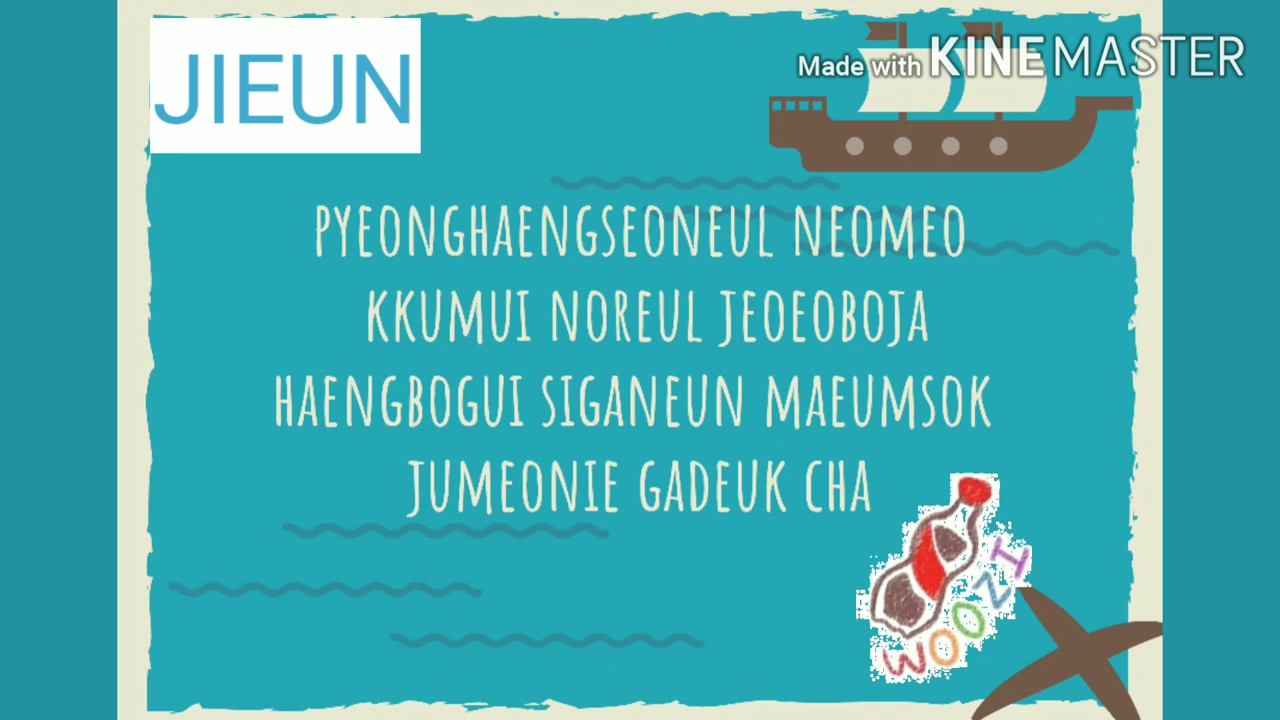 JIEUN
Made with KINEMASTER
PYEONGHAENGSEONEUL NEOMEO
KKUMUI NOREUL JEOEOBOJA
HAENGBOGUI SIGANEUN MAEUMSOK
JUMEONIE GADEUK CHA
WOOZI